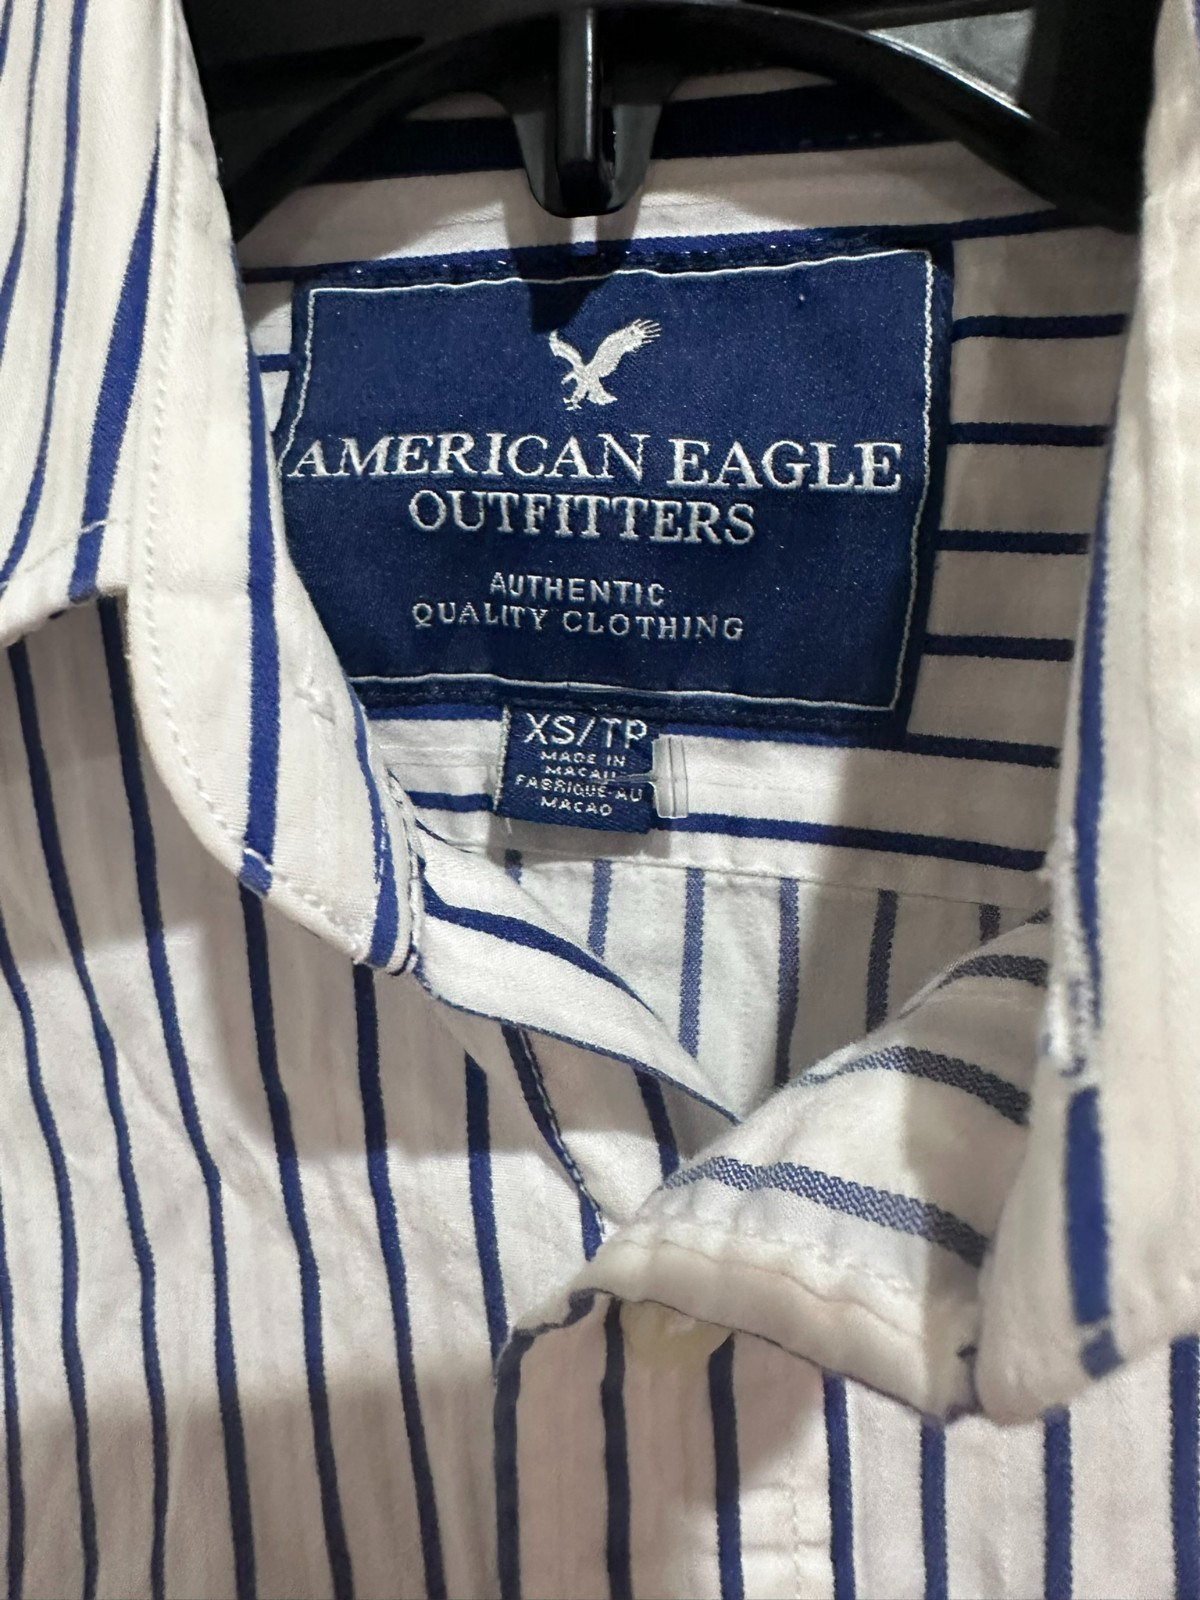 AMERICAN EAGLE
OUTFITTERS
AUTHENTIC
QUALITY CLOTHING
XS/TP
MADE IN
MACAU
FABRIQUE AU
MACAO